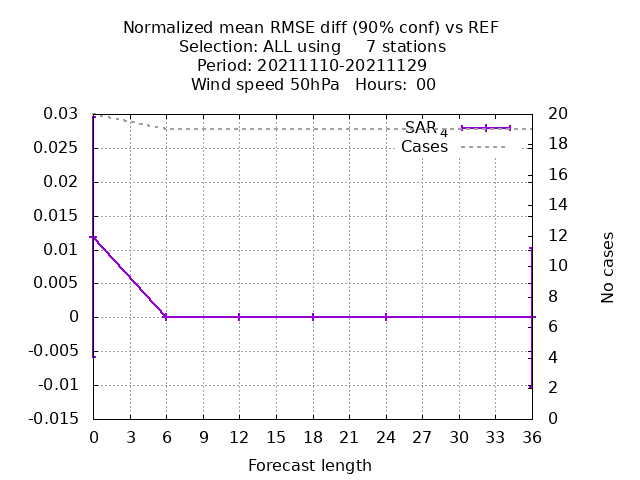 Normalized mean RMSE diff (90% conf) vs REF
Selection: ALL using     7 stations
Period: 20211110-20211129
Wind speed 50hPa   Hours:  00
0.03
0.025
0.02
0.015
0.01
0.005
0
-0.005
-0.01
-0.015
SAR 4
Cases
20
18
16
14
12
10
8
6
4
2
0
No cases
0 3 6 9 12 15 18 21 24 27 30 33 36
Forecast length